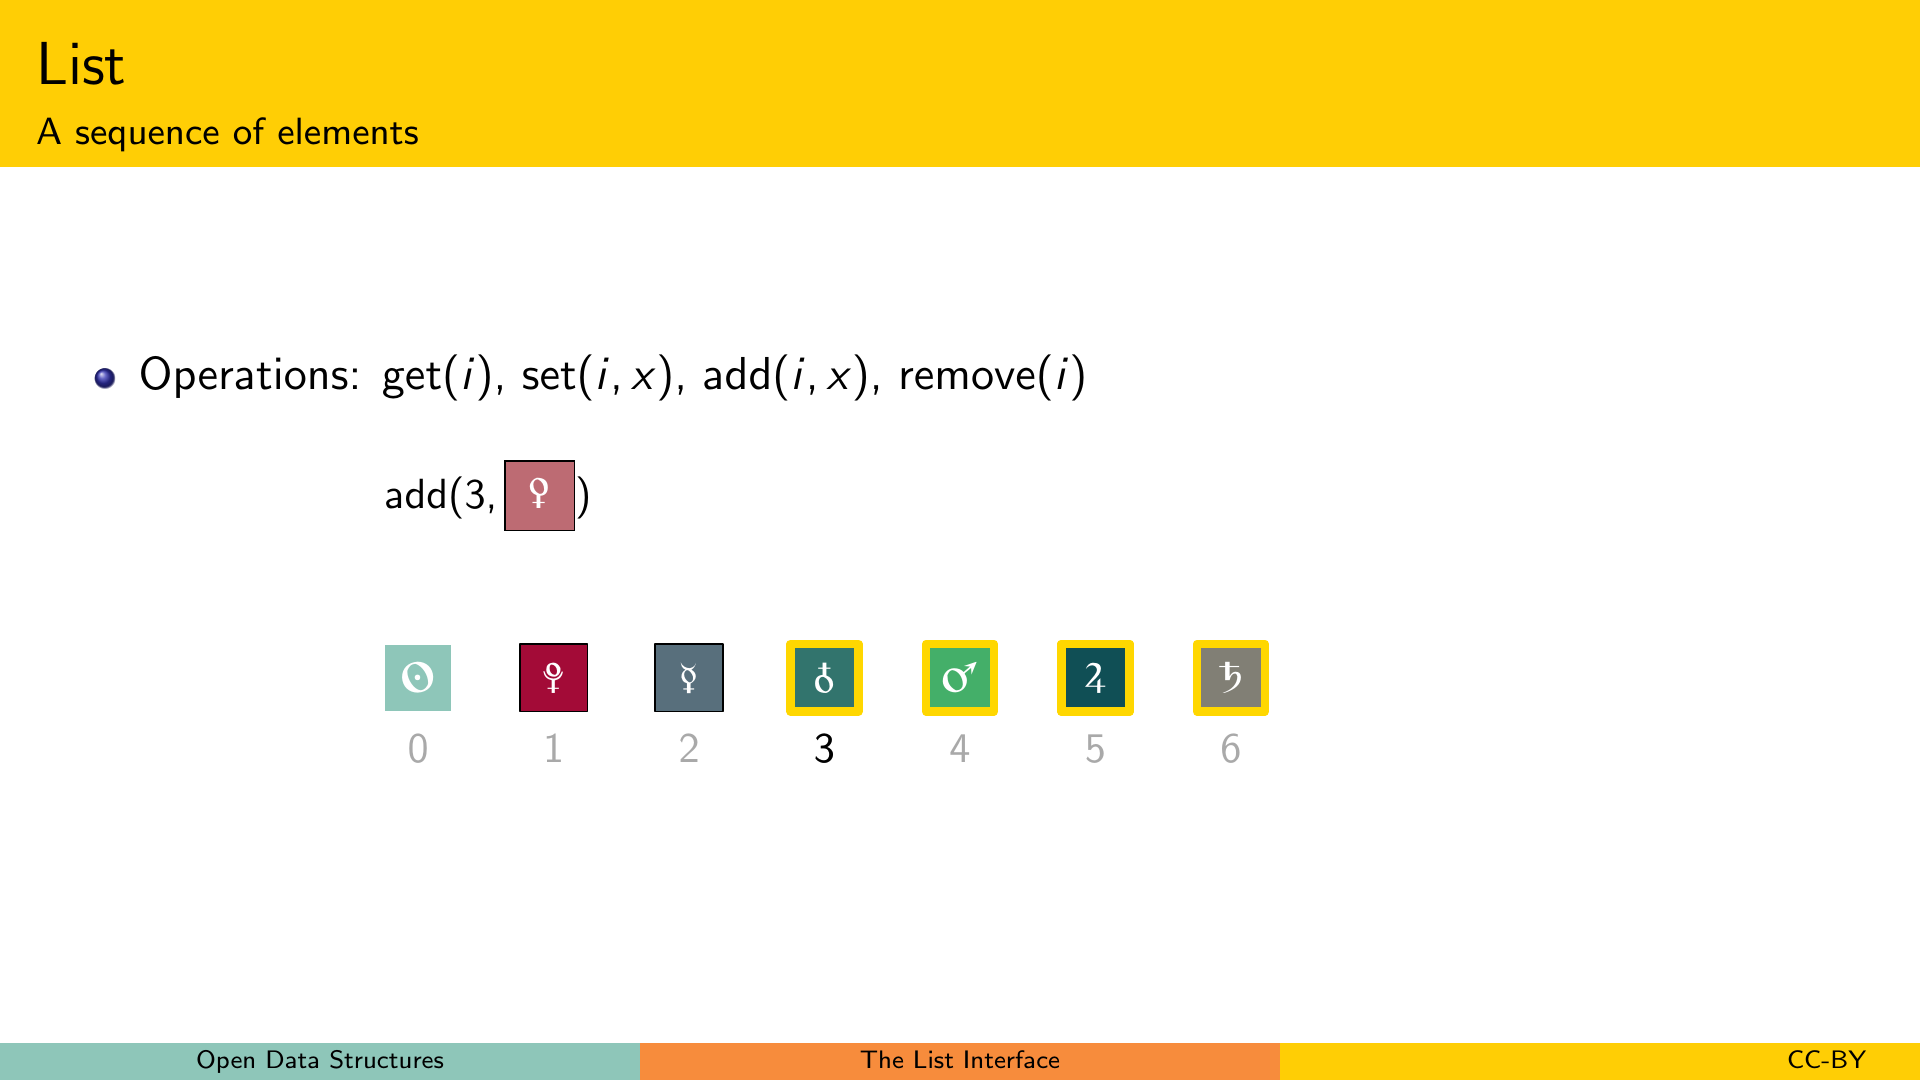 List
A sequence of elements
Operations: get(i), set(i, x), add(i, x), remove(i)
add(3, ♀)
☉ ⯓ ☿ ♁ ♂ ♃ ♄
0 1 2 3 4 5 6
Open Data Structures The List Interface CC-BY